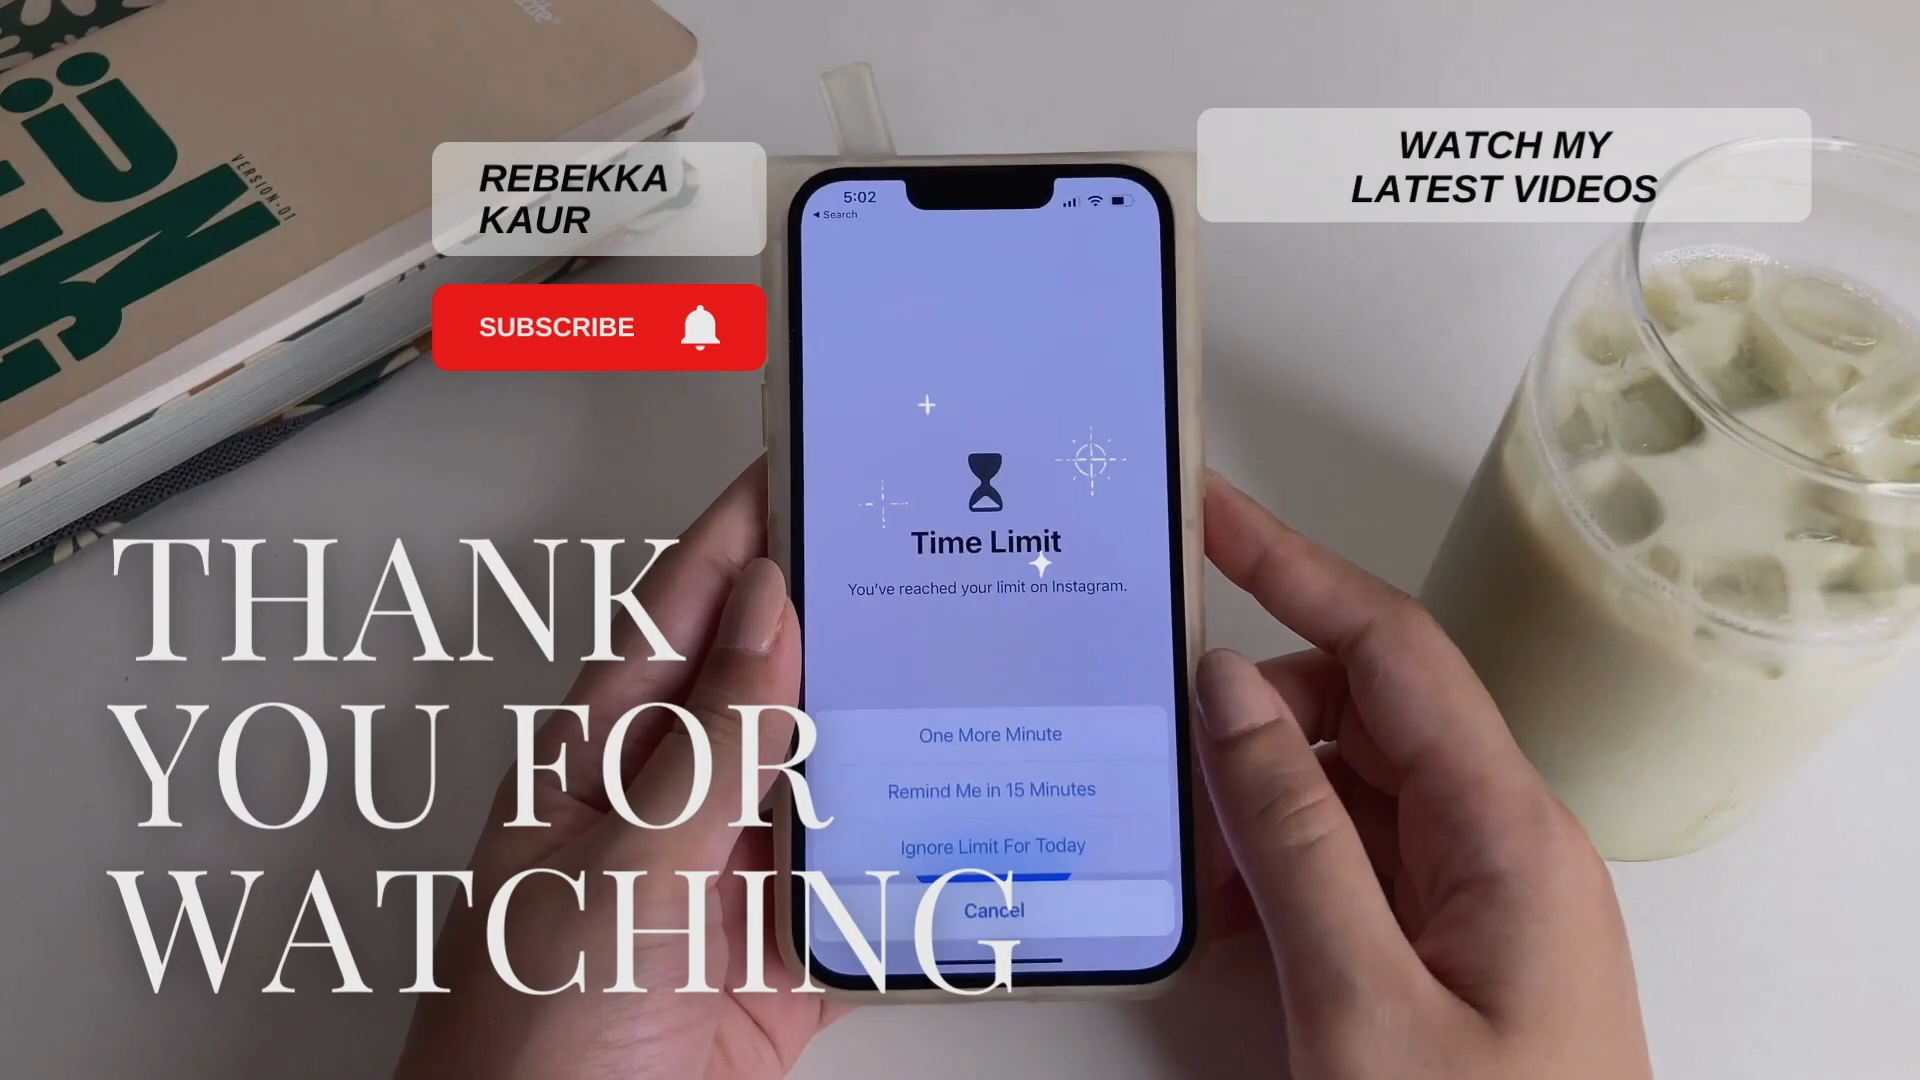 VERSION-01
REBEKKA
KAUR
SUBSCRIBE
WATCH MY
LATEST VIDEOS
5:02
Search
Time Limit
You've reached your limit on Instagram.
One More Minute
Remind Me in 15 Minutes
Ignore Limit For Today
Cancel
THANK
YOU FOR
WATCHING